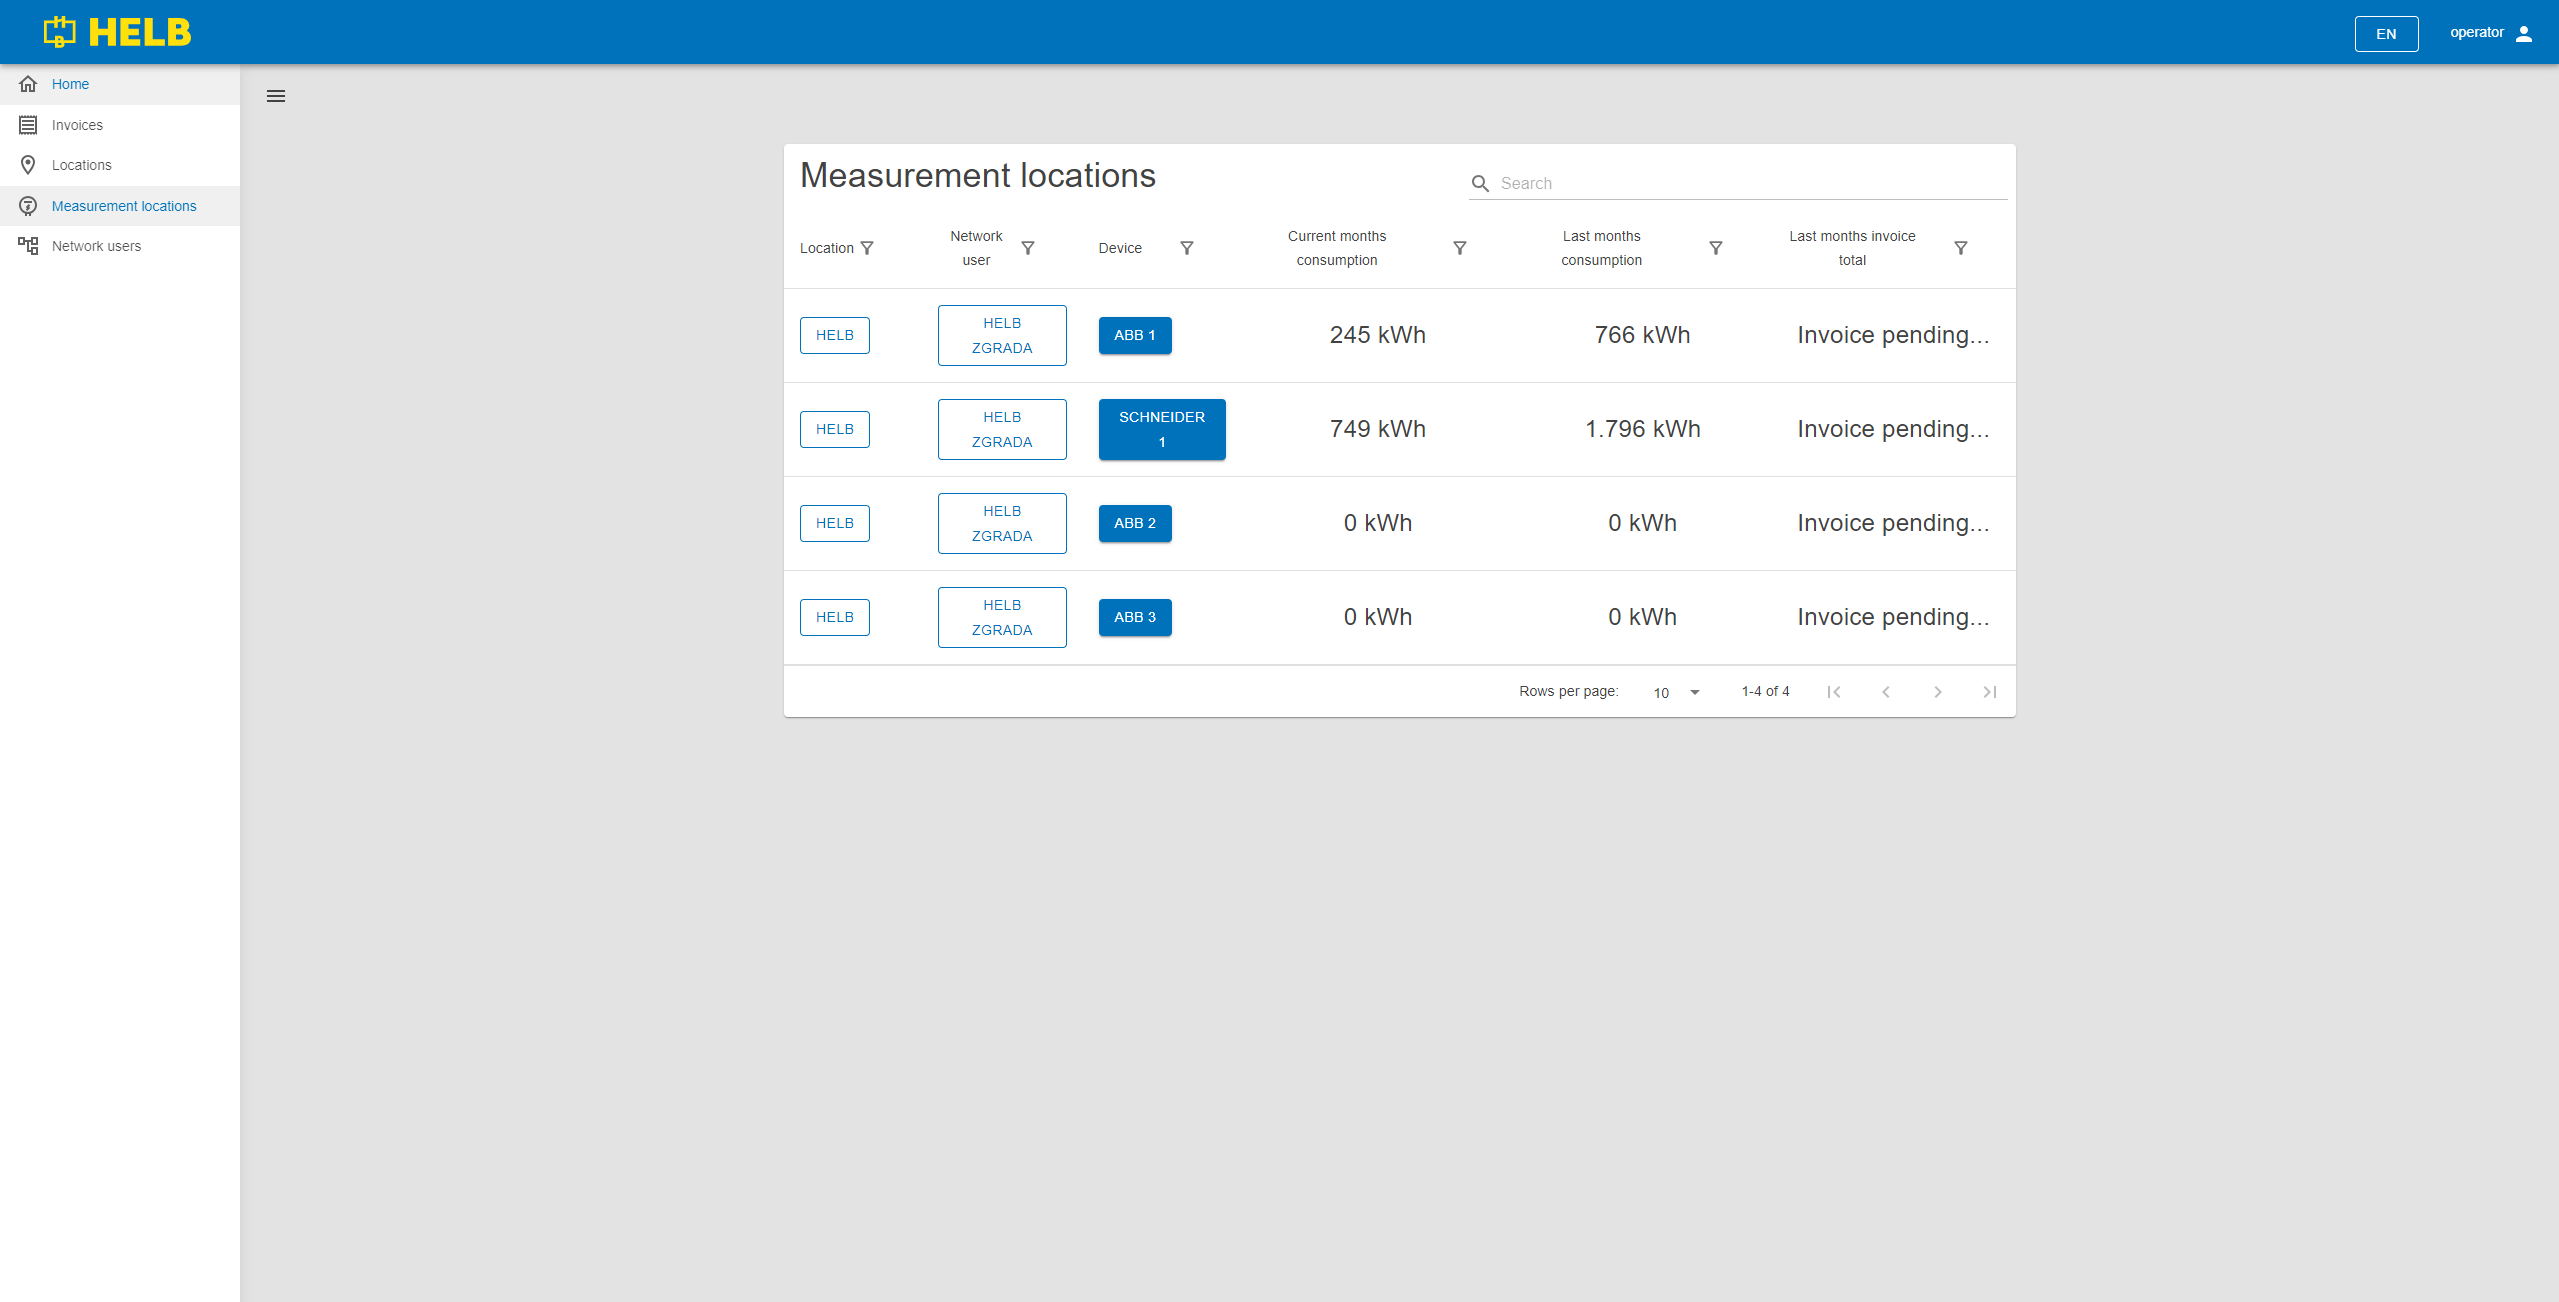 HELB
EN
operator
Home
Invoices
Locations
Measurement locations
Network users
Measurement locations
Search
Location
Network
user
Device
Current months
consumption
Last months
consumption
Last months invoice
total
HELB
HELB
ZGRADA
ABB 1
245 kWh
766 kWh
Invoice pending...
HELB
HELB
ZGRADA
SCHNEIDER
1
749 kWh
1.796 kWh
Invoice pending...
HELB
HELB
ZGRADA
ABB 2
0 kWh
0 kWh
Invoice pending...
HELB
HELB
ZGRADA
ABB 3
0 kWh
0 kWh
Invoice pending...
Rows per page:
10
1-4 of 4